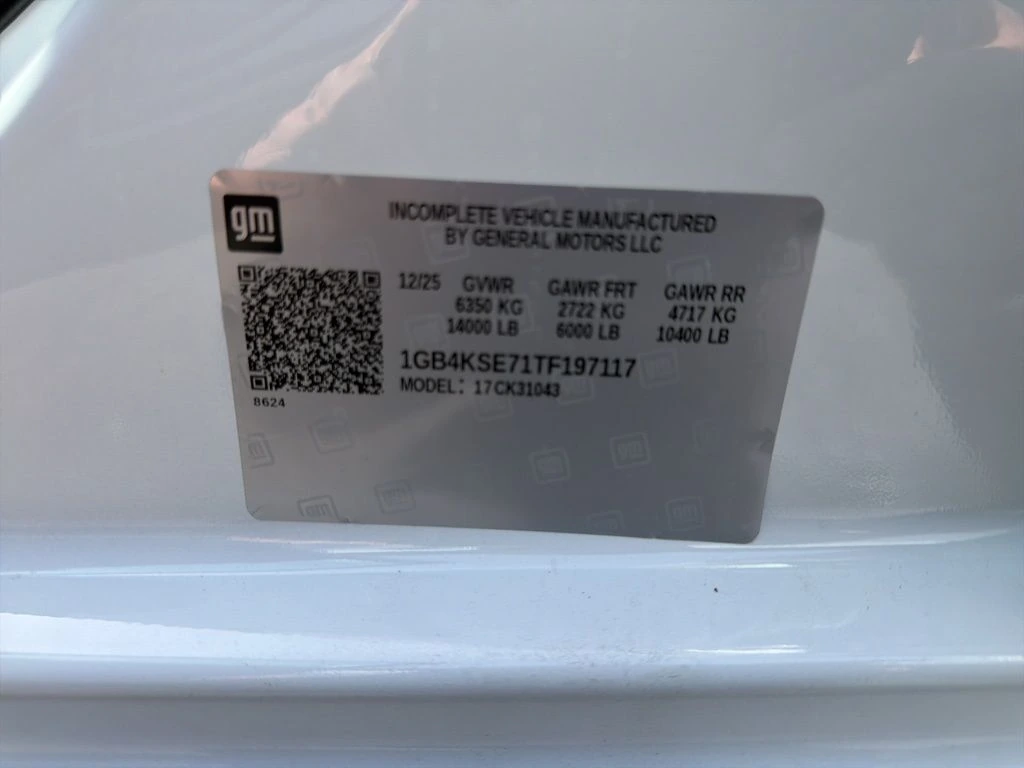 gm
INCOMPLETE VEHICLE MANUFACTURED
BY GENERAL MOTORS LLC
12/25 GVWR GAWR FRT GAWR RR
6350 KG 2722 KG 4717 KG
14000 LB 6000 LB 10400 LB
1GB4KSE71TF197117
MODEL: 17CK31043
8624